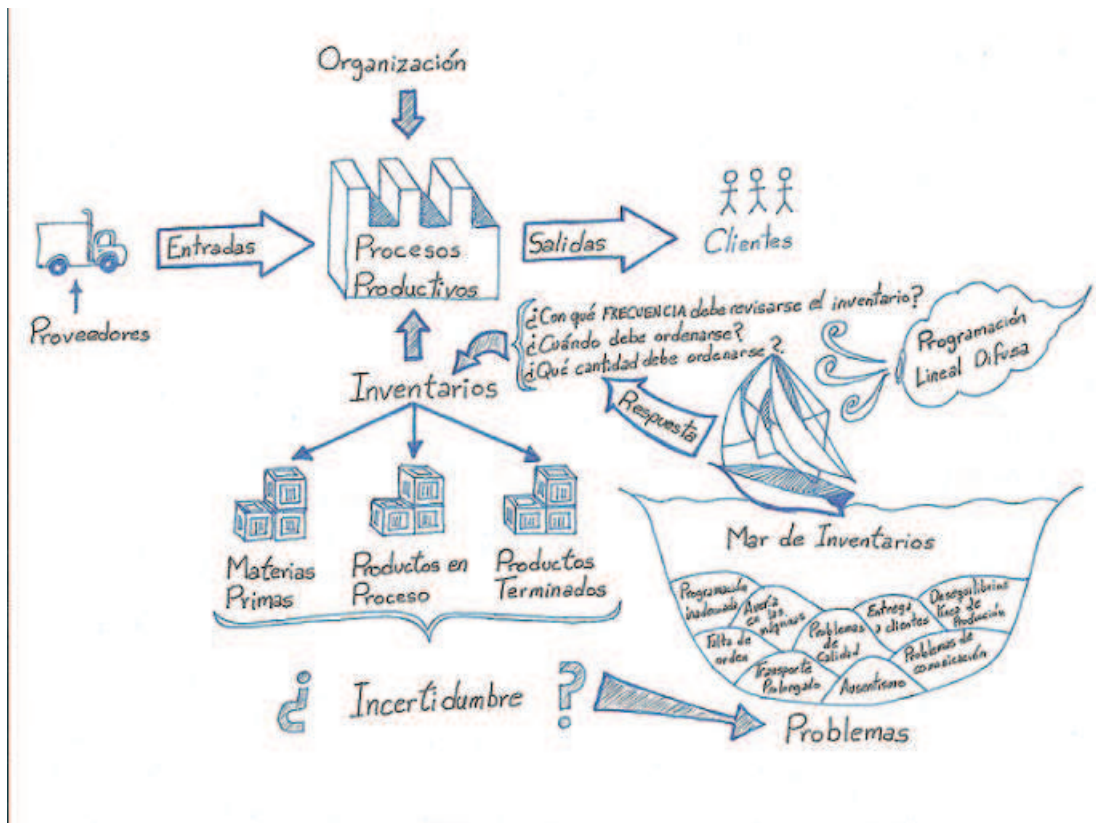 Organización
Proveedores
Entradas
Procesos
Productivos
Salidas
Clientes
¿Con qué FRECUENCIA debe revisarse el inventario?
¿Cuándo debe ordenarse?
¿Qué cantidad debe ordenarse?
Programación
Lineal Difusa
Respuesta
Inventarios
Materias
Primas
Productos en
Proceso
Productos
Terminados
¿ Incertidumbre ?
Mar de Inventarios
Programación
inadecuada
Avería
en las
máquinas
Problemas
de
Calidad
Entrega
a clientes
Desequilibrios
línea de
Producción
Falta de
orden
Transporte
Prolongado
Ausentismo
Problemas de
comunicación
Problemas